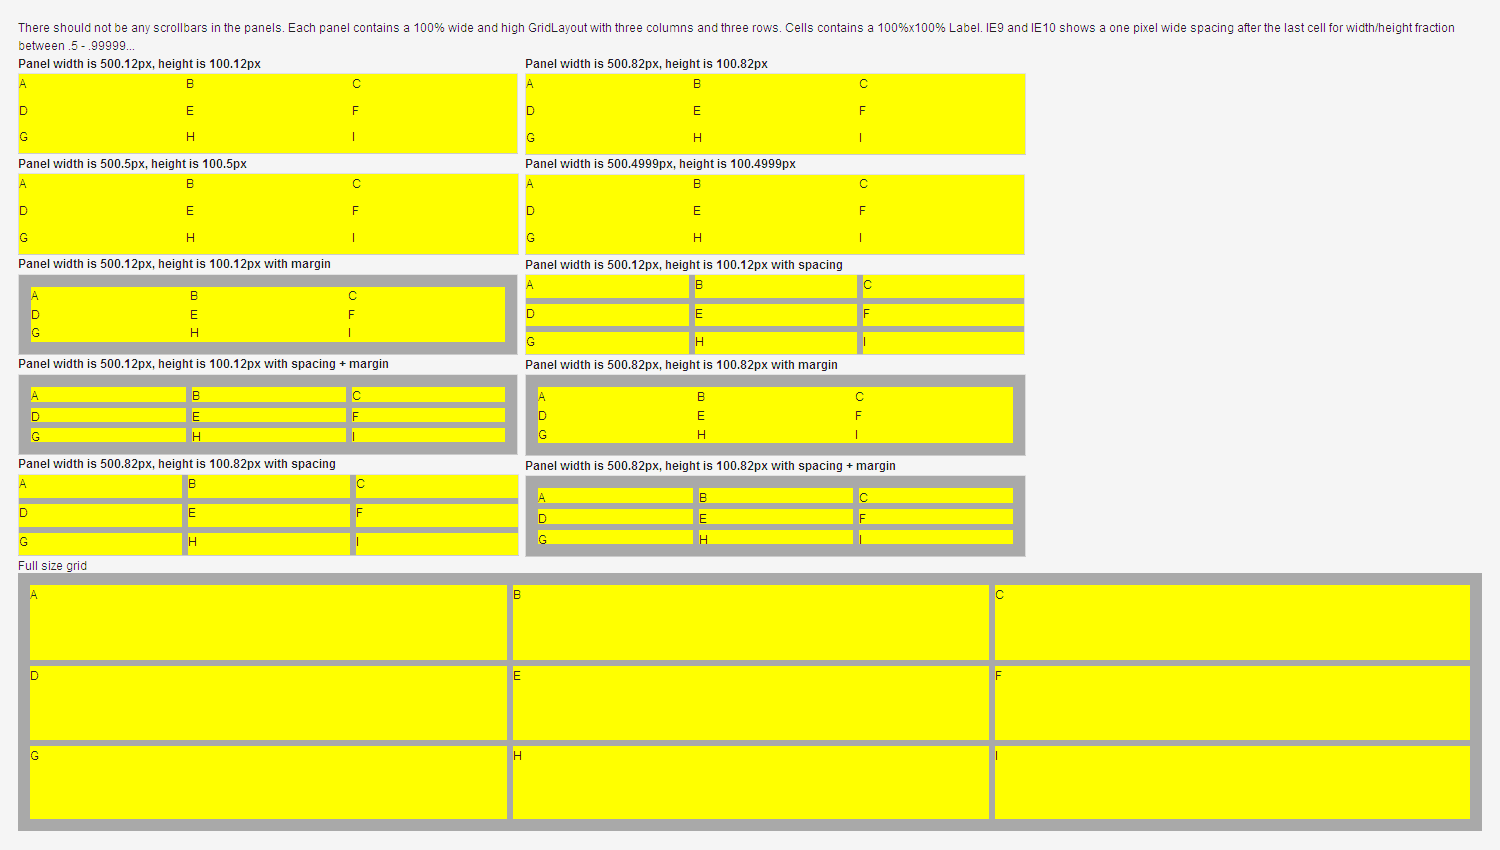 There should not be any scrollbars in the panels. Each panel contains a 100% wide and high GridLayout with three columns and three rows. Cells contains a 100%x100% Label. IE9 and IE10 shows a one pixel wide spacing after the last cell for width/height fraction
between .5 - .99999...
Panel width is 500.12px, height is 100.12px
A B C
D E F
G H I
Panel width is 500.82px, height is 100.82px
A B C
D E F
G H I
Panel width is 500.5px, height is 100.5px
A B C
D E F
G H I
Panel width is 500.4999px, height is 100.4999px
A B C
D E F
G H I
Panel width is 500.12px, height is 100.12px with margin
A B C
D E F
G H I
Panel width is 500.12px, height is 100.12px with spacing
A B C
D E F
G H I
Panel width is 500.12px, height is 100.12px with spacing + margin
A B C
D E F
G H I
Panel width is 500.82px, height is 100.82px with margin
A B C
D E F
G H I
Panel width is 500.82px, height is 100.82px with spacing
A B C
D E F
G H I
Panel width is 500.82px, height is 100.82px with spacing + margin
A B C
D E F
G H I
Full size grid
A B C
D E F
G H I